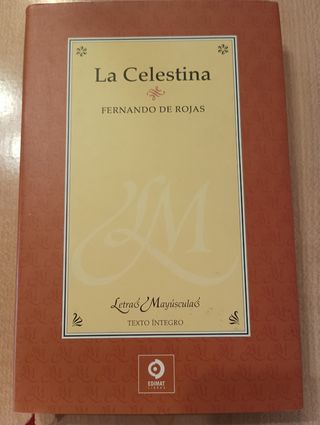 La Celestina
FERNANDO DE ROJAS
LM
Letras Mayúsculas
TEXTO ÍNTEGRO
EDIMAT
LIBROS